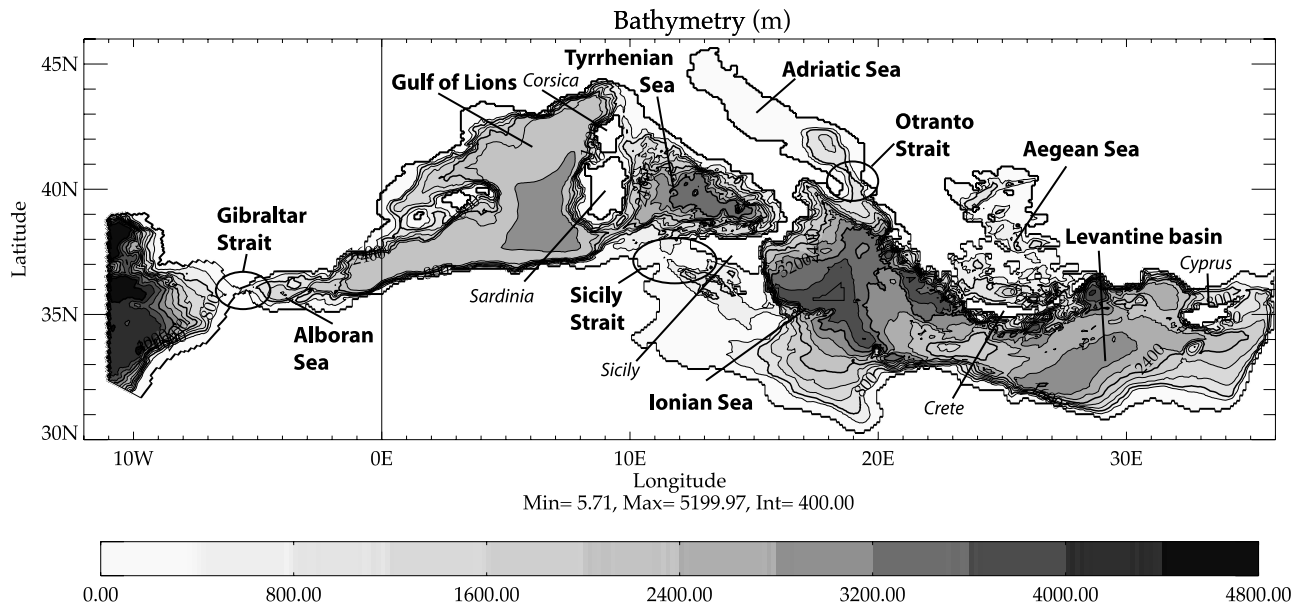 Bathymetry (m)
45N
40N
35N
30N
Latitude
Gulf of Lions
Corsica
Tyrrhenian
Sea
Adriatic Sea
Otranto
Strait
Aegean Sea
Gibraltar
Strait
Levantine basin
Cyprus
Sardinia
Sicily
Strait
Alboran
Sea
Sicily
Ionian Sea
Crete
3200
2400
800
10W
0E
10E
20E
30E
Longitude
Min= 5.71, Max= 5199.97, Int= 400.00
0.00
800.00
1600.00
2400.00
3200.00
4000.00
4800.00